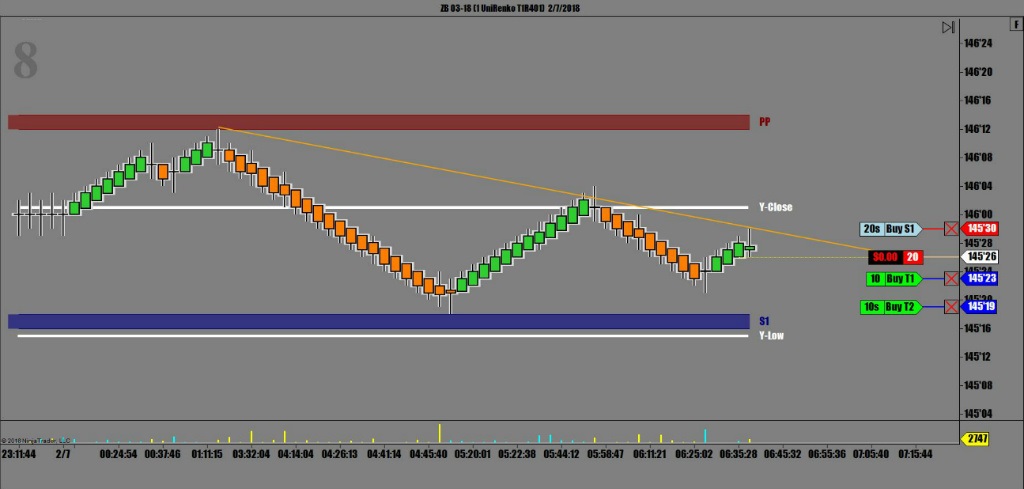 ZB 03-18 (1 UniRenko T1R401) 2/7/2018
F
8
146'24
146'20
146'16
PP
146'12
146'08
146'04
Y-Close
146'00
20s Buy S1 145'30
145'28
$0.00 20 145'26
145'24
10 Buy T1 145'23
145'20
10s Buy T2 145'19
S1
145'16
Y-Low
145'12
145'08
145'04
© 2018 NinjaTrader, LLC
2747
23:11:44 2/7 00:24:54 00:37:46 01:11:15 03:32:04 04:14:04 04:26:13 04:41:14 04:45:40 05:20:01 05:22:38 05:44:12 05:58:47 06:11:21 06:25:02 06:35:28 06:45:32 06:55:36 07:05:40 07:15:44